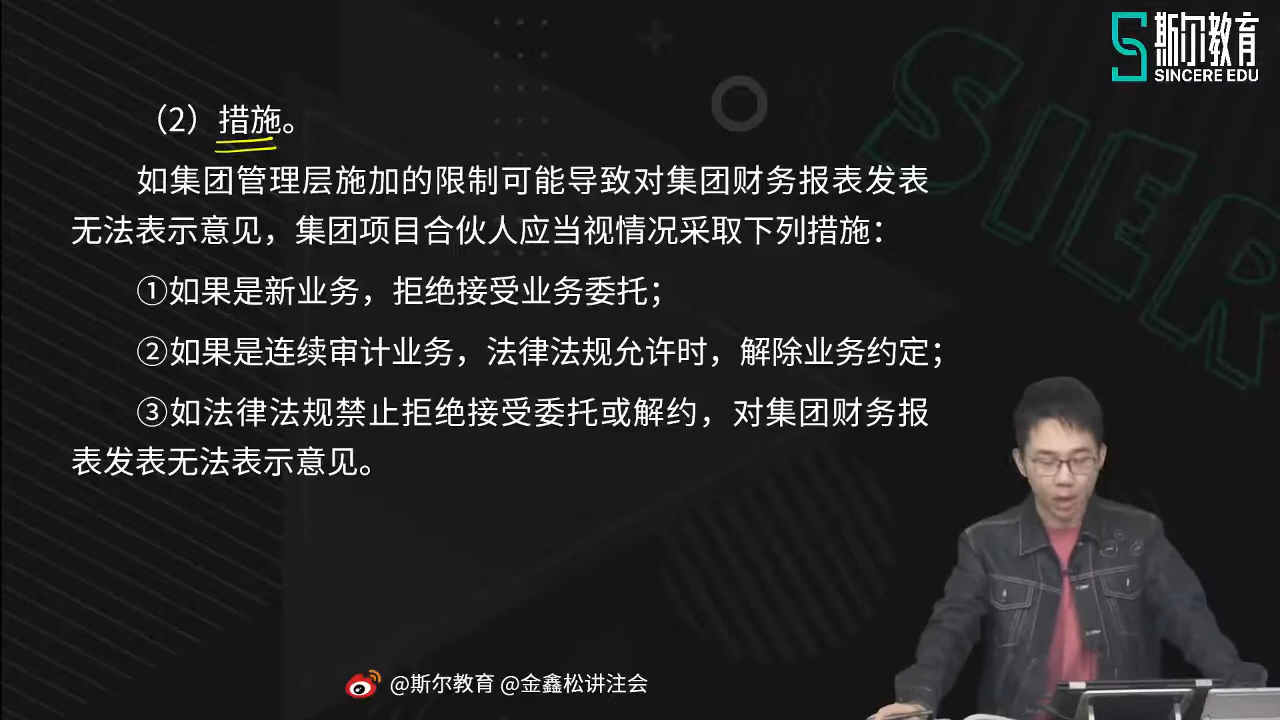 斯尔教育
SINCERE EDU
SIER
（2）措施。
如集团管理层施加的限制可能导致对集团财务报表发表
无法表示意见，集团项目合伙人应当视情况采取下列措施：
①如果是新业务，拒绝接受业务委托；
②如果是连续审计业务，法律法规允许时，解除业务约定；
③如法律法规禁止拒绝接受委托或解约，对集团财务报
表发表无法表示意见。
@斯尔教育 @金鑫松讲注会